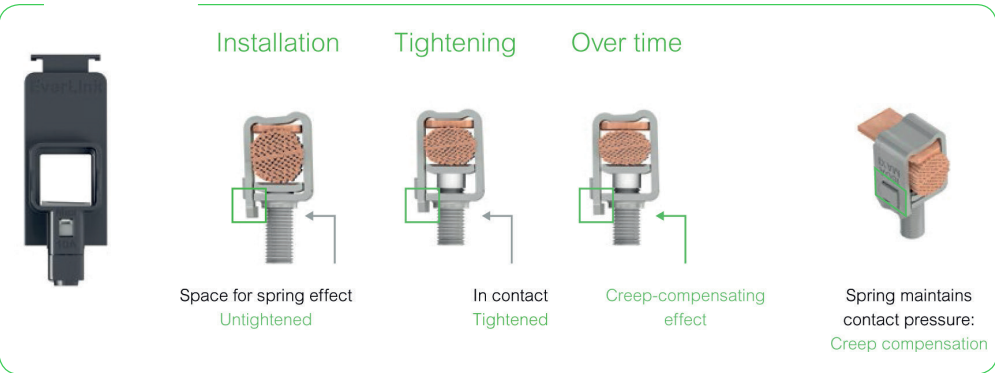 EverLink
Installation
Tightening
Over time
Space for spring effect
Untightened
In contact
Tightened
Creep-compensating
effect
Spring maintains
contact pressure:
Creep compensation